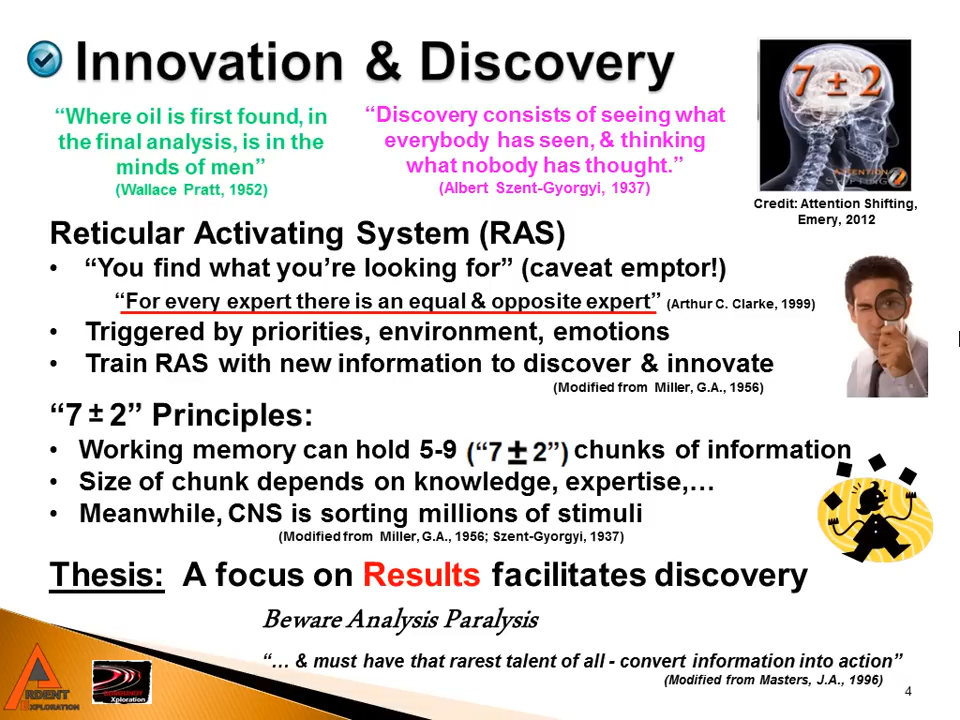 Innovation & Discovery
“Where oil is first found, in
the final analysis, is in the
minds of men”
(Wallace Pratt, 1952)
“Discovery consists of seeing what
everybody has seen, & thinking
what nobody has thought.”
(Albert Szent-Gyorgyi, 1937)
7 ± 2
ATTENTION
SHIFTING
Credit: Attention Shifting,
Emery, 2012
Reticular Activating System (RAS)
• “You find what you’re looking for” (caveat emptor!)
“For every expert there is an equal & opposite expert” (Arthur C. Clarke, 1999)
• Triggered by priorities, environment, emotions
• Train RAS with new information to discover & innovate
(Modified from Miller, G.A., 1956)
“7 ± 2” Principles:
• Working memory can hold 5-9 (“7 ± 2”) chunks of information
• Size of chunk depends on knowledge, expertise,…
• Meanwhile, CNS is sorting millions of stimuli
(Modified from Miller, G.A., 1956; Szent-Gyorgyi, 1937)
Thesis: A focus on Results facilitates discovery
Beware Analysis Paralysis
“… & must have that rarest talent of all - convert information into action”
(Modified from Masters, J.A., 1996)
ARDENT
EXPLORATION
Xploration
4